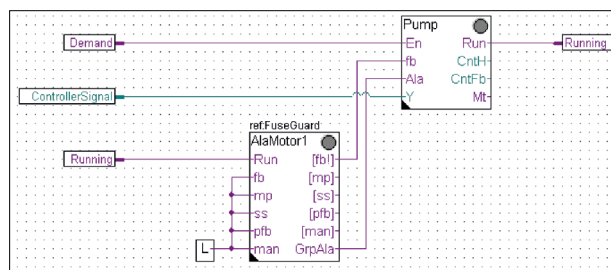 Pump
Demand
En Run
Running
fb CntH
Ala CntFb
ControllerSignal
Y Mt
ref:FuseGuard
AlaMotor1
Running
Run [fb!]
fb [mp]
mp [ss]
ss [pfb]
pfb [man]
L
man GrpAla